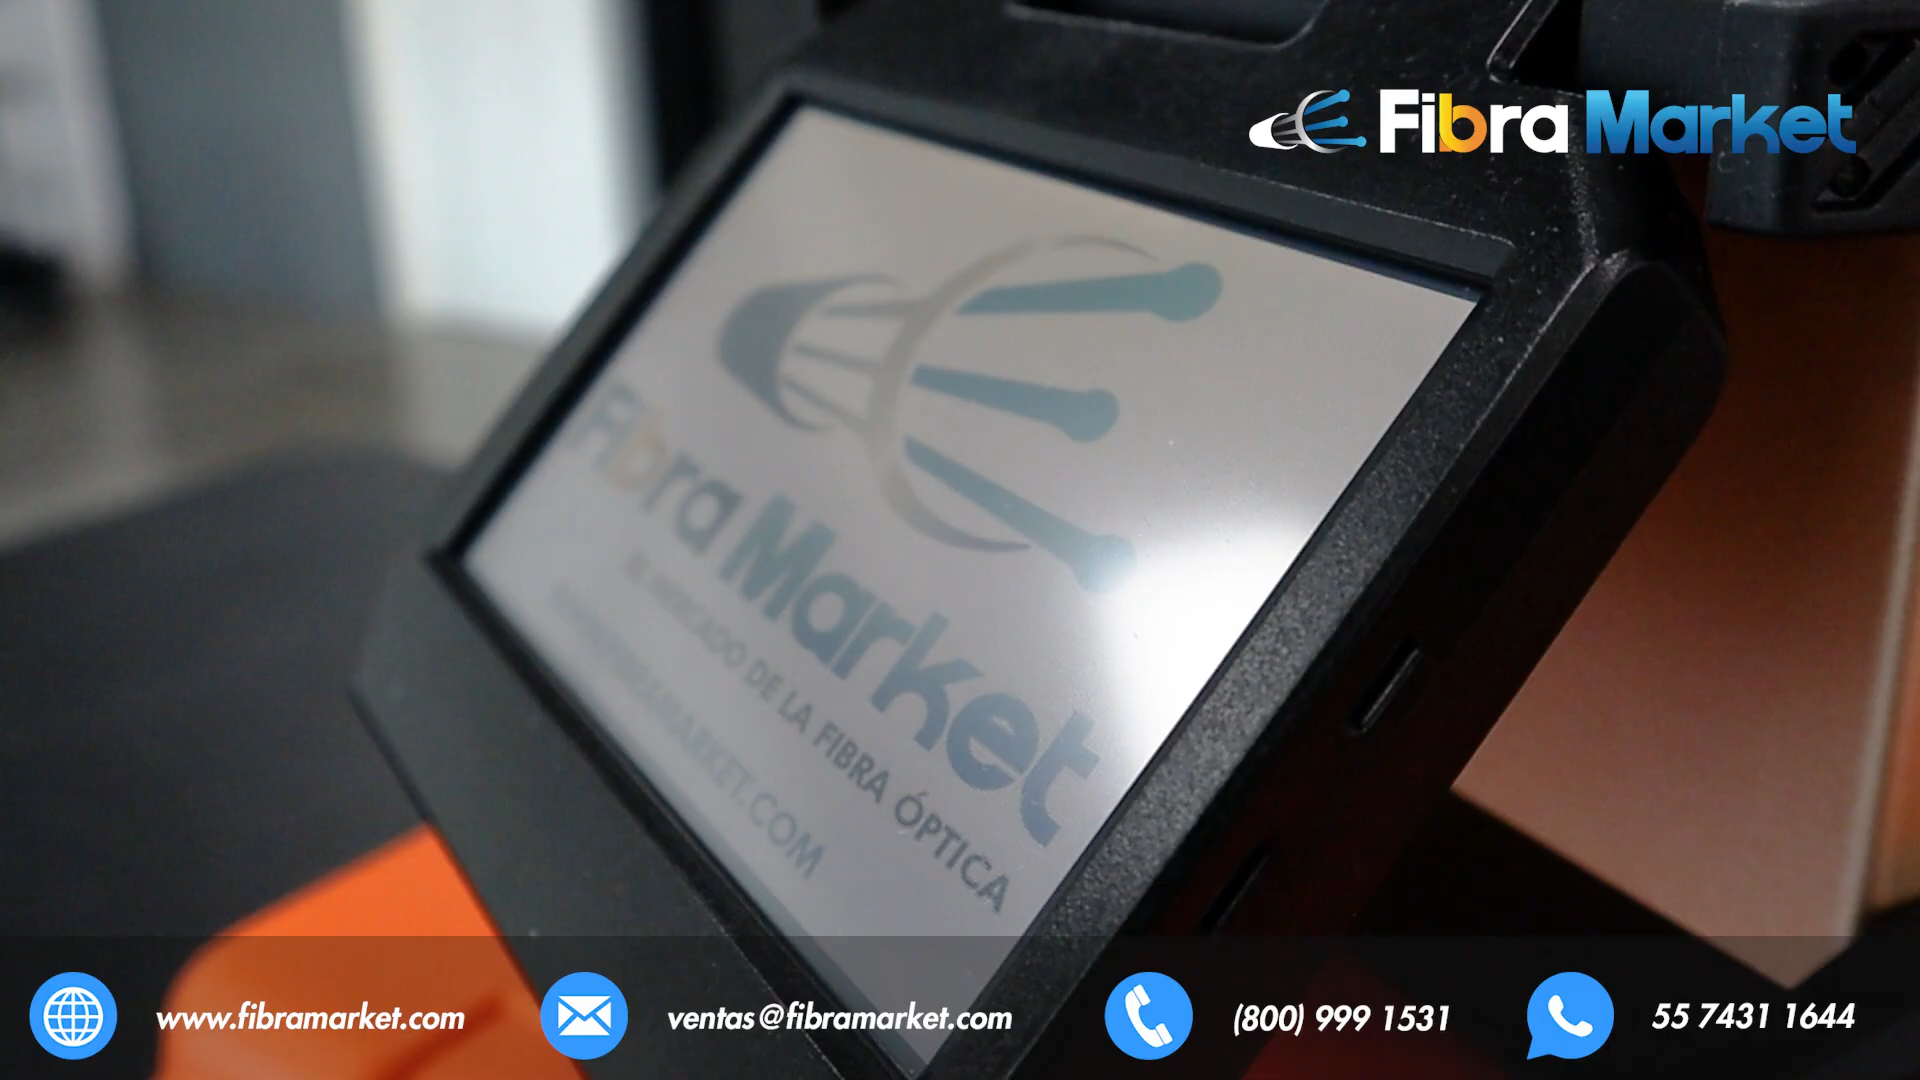 Fibra Market
Fibra Market
EL MERCADO DE LA FIBRA ÓPTICA
www.fibramarket.com
ventas@fibramarket.com
(800) 999 1531
55 7431 1644